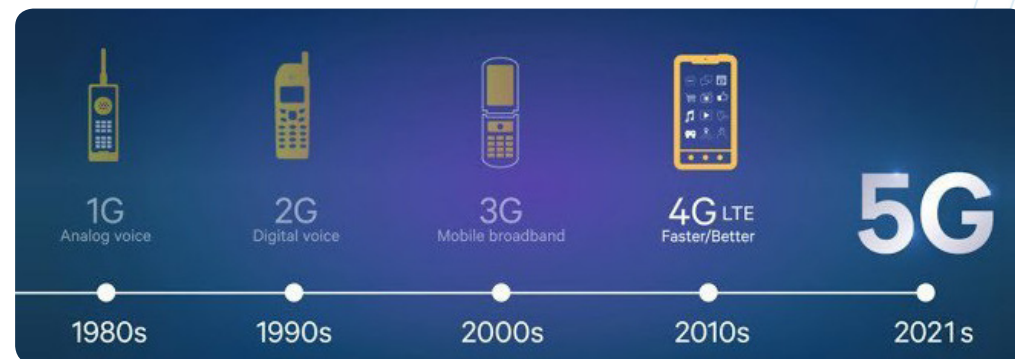 1G
Analog voice
2G
Digital voice
3G
Mobile broadband
4G LTE
Faster/Better
5G
1980s
1990s
2000s
2010s
2021s